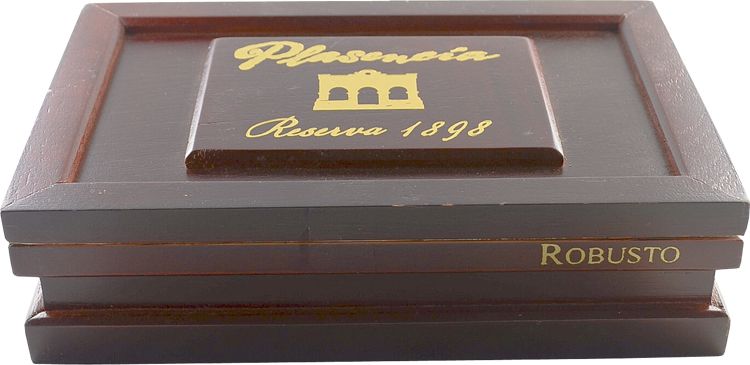 Plasencia
Reserva 1898
ROBUSTO